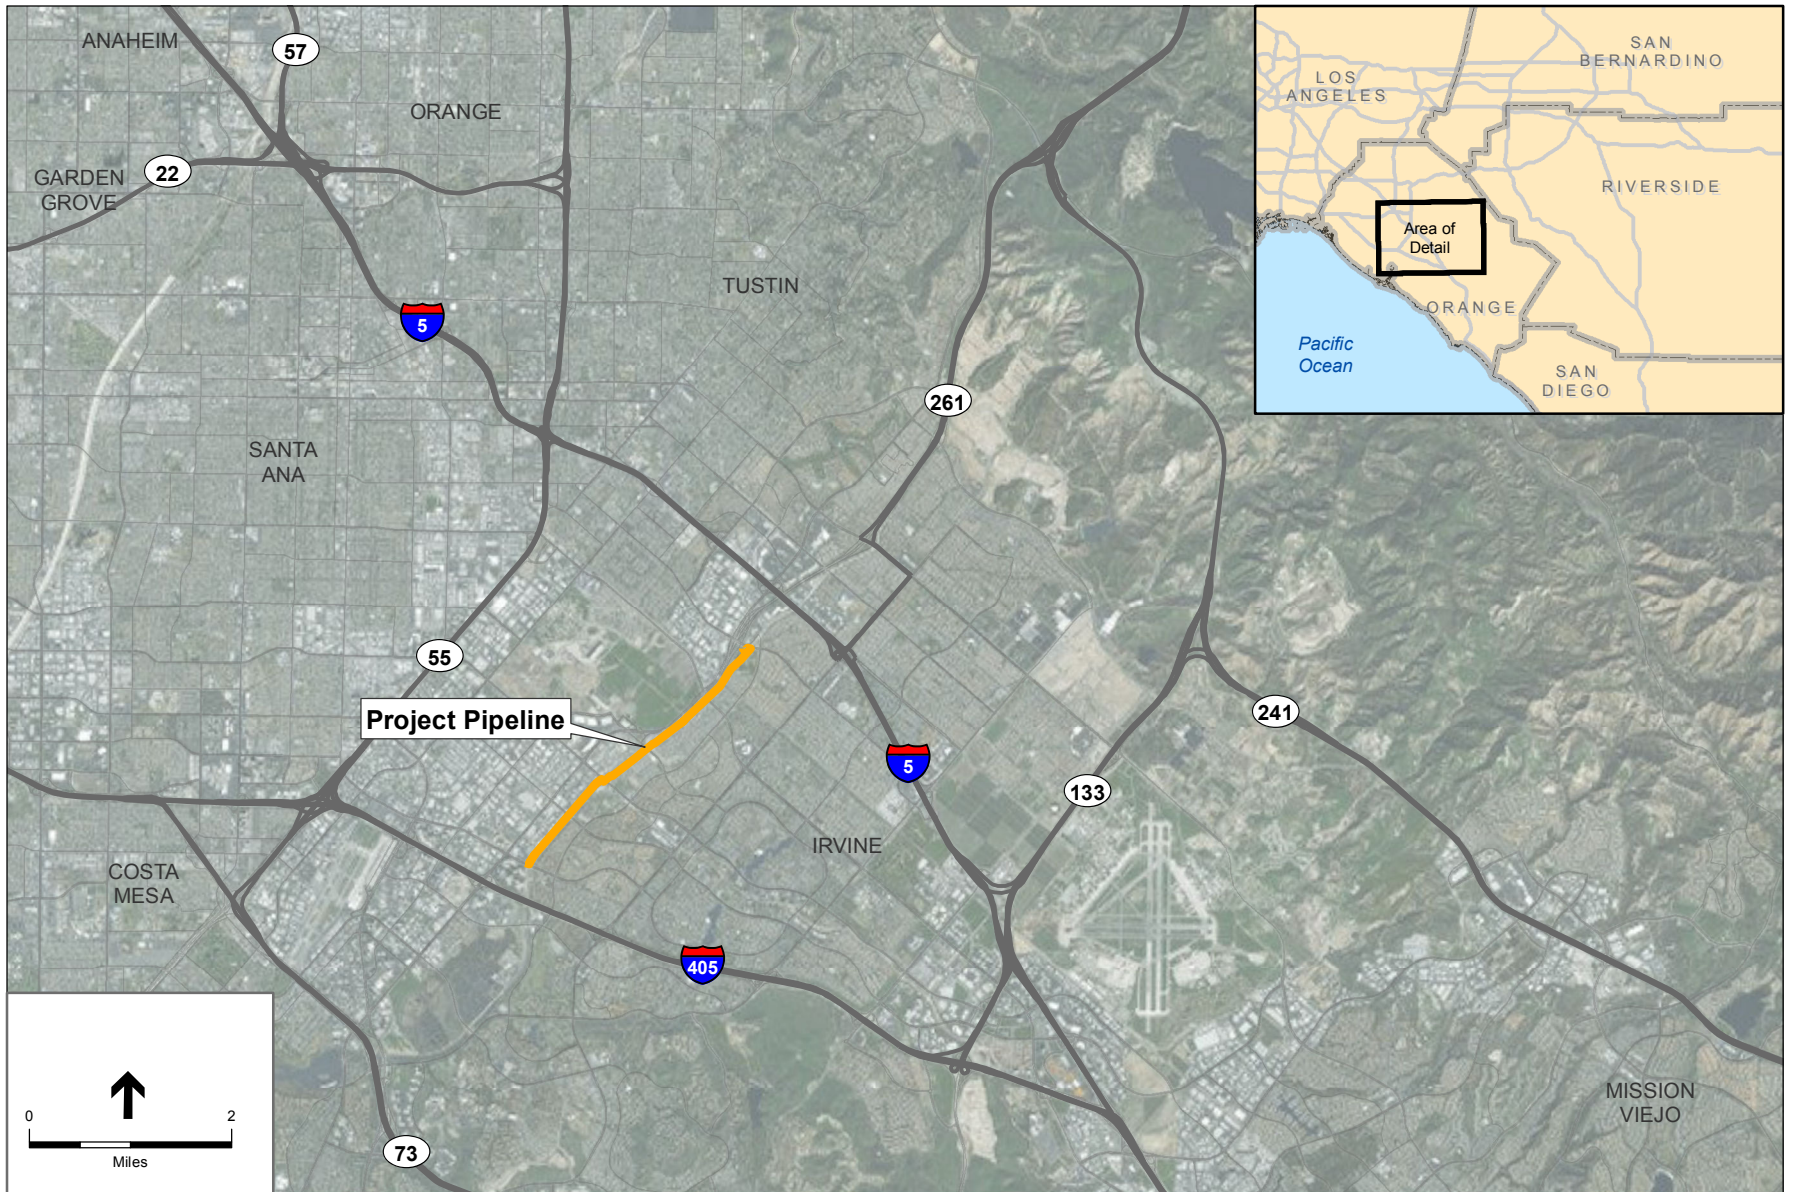 ANAHEIM
57
ORANGE
22
GARDEN
GROVE
TUSTIN
5
261
SANTA
ANA
55
Project Pipeline
241
5
133
IRVINE
COSTA
MESA
405
MISSION
VIEJO
73
0
2
Miles
SAN
BERNARDINO
LOS
ANGELES
RIVERSIDE
Area of
Detail
ORANGE
Pacific
Ocean
SAN
DIEGO